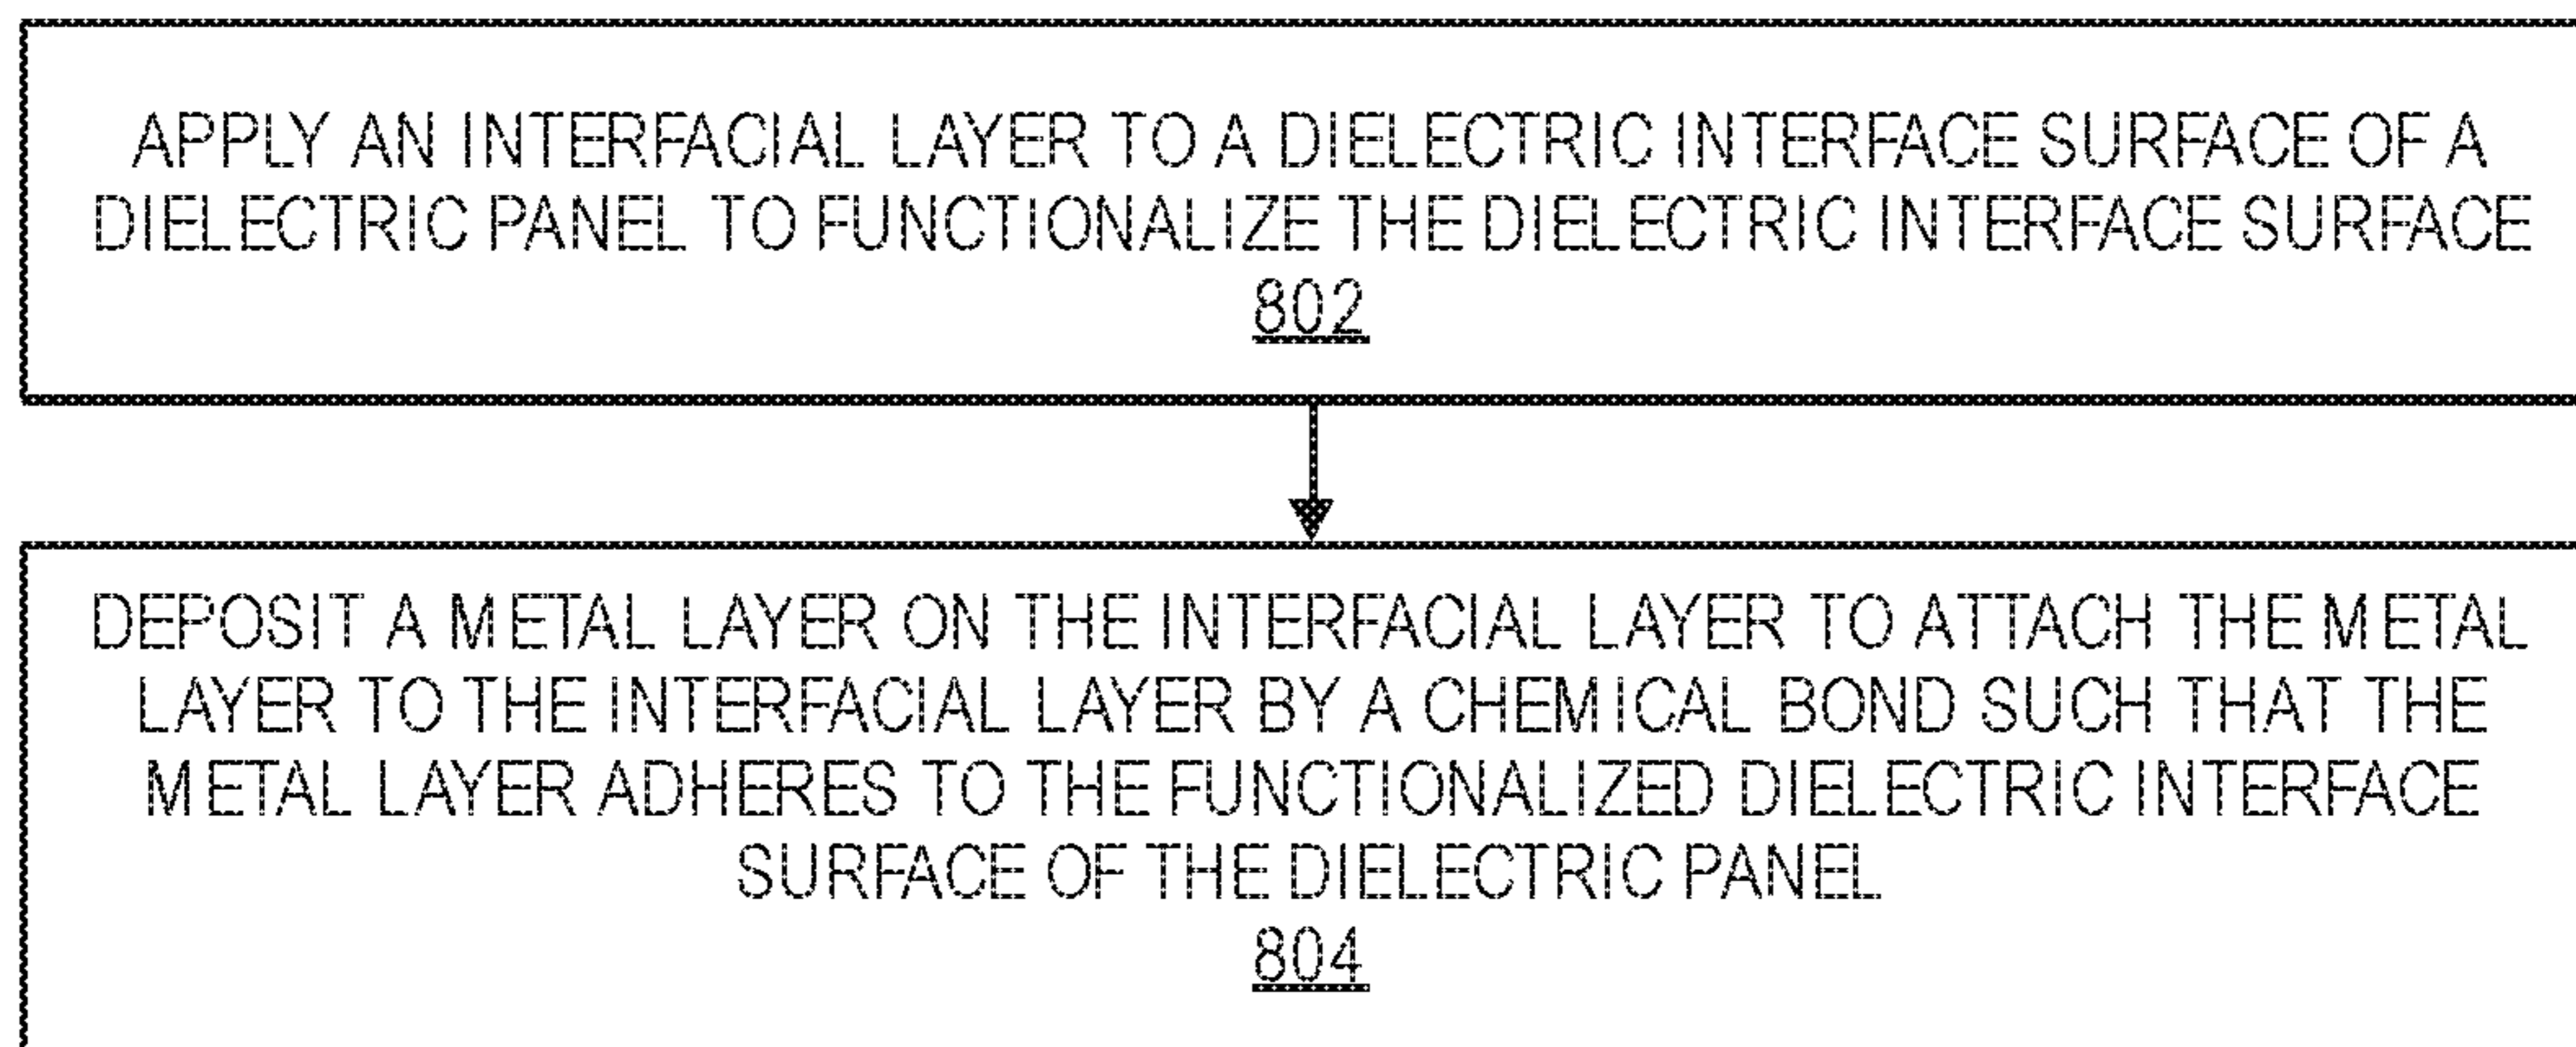 APPLY AN INTERFACIAL LAYER TO A DIELECTRIC INTERFACE SURFACE OF A
DIELECTRIC PANEL TO FUNCTIONALIZE THE DIELECTRIC INTERFACE SURFACE
802
DEPOSIT A METAL LAYER ON THE INTERFACIAL LAYER TO ATTACH THE METAL
LAYER TO THE INTERFACIAL LAYER BY A CHEMICAL BOND SUCH THAT THE
METAL LAYER ADHERES TO THE FUNCTIONALIZED DIELECTRIC INTERFACE
SURFACE OF THE DIELECTRIC PANEL
804